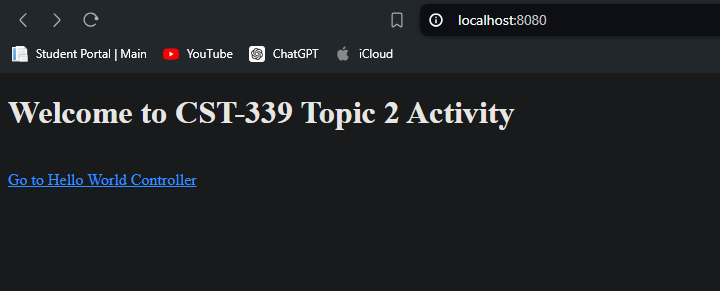 localhost:8080
Student Portal | Main YouTube ChatGPT iCloud
Welcome to CST-339 Topic 2 Activity
Go to Hello World Controller